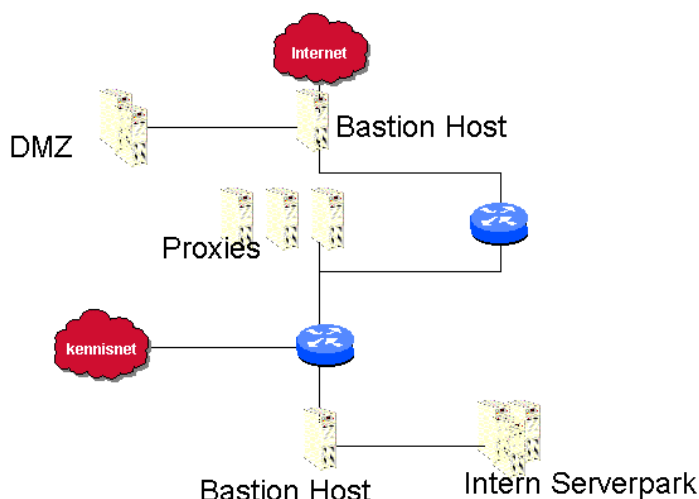 Internet
Bastion Host
DMZ
Proxies
kennisnet
Bastion Host
Intern Serverpark